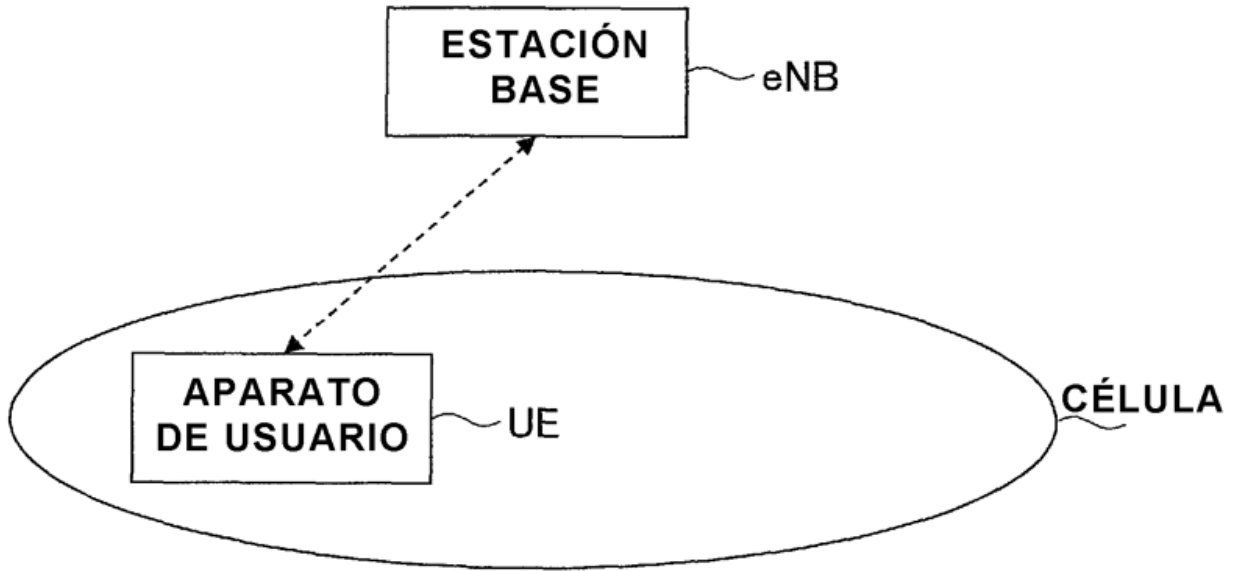 ESTACIÓN
BASE
eNB
APARATO
DE USUARIO
UE
CÉLULA